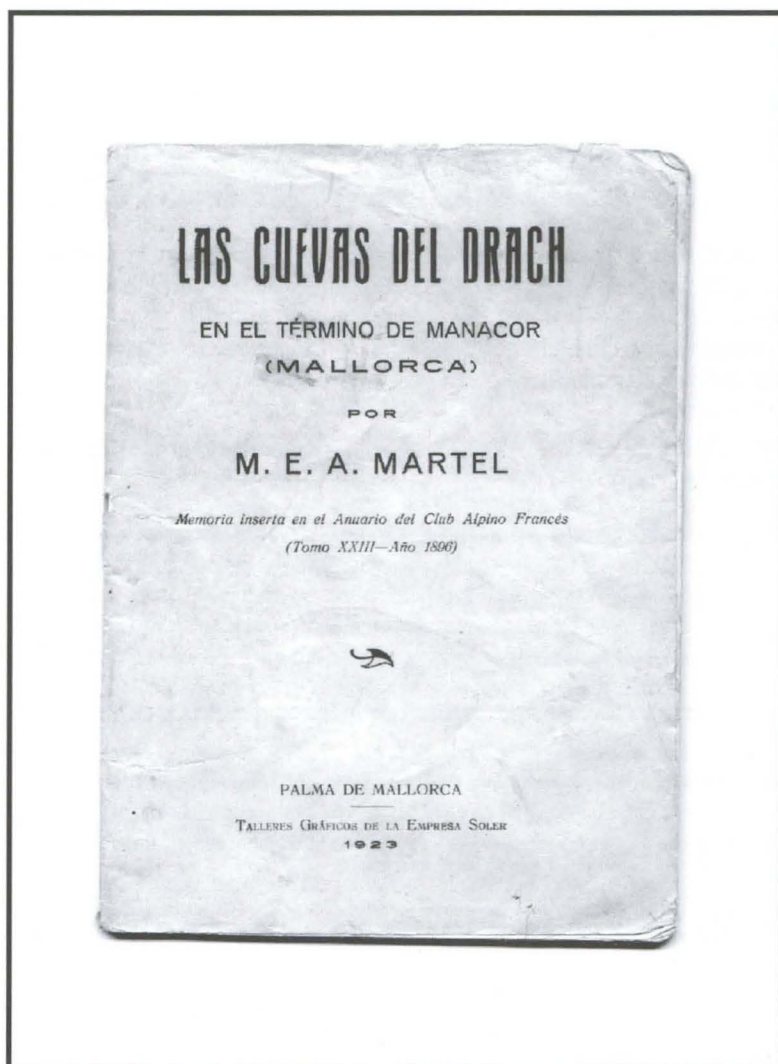 LAS CUEVAS DEL DRACH
EN EL TÉRMINO DE MANACOR
(MALLORCA)
POR
M. E. A. MARTEL
Memoria inserta en el Anuario del Club Alpino Francés
(Tomo XXIII—Año 1896)
PALMA DE MALLORCA
TALLERES GRÁFICOS DE LA EMPRESA SOLER
1923